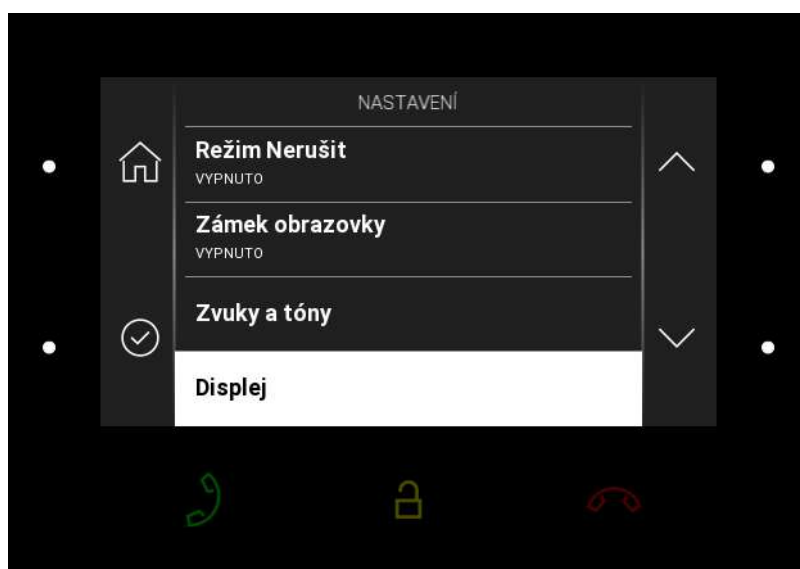 NASTAVENÍ
Režim Nerušit
VYPNUTO
Zámek obrazovky
VYPNUTO
Zvuky a tóny
Displej